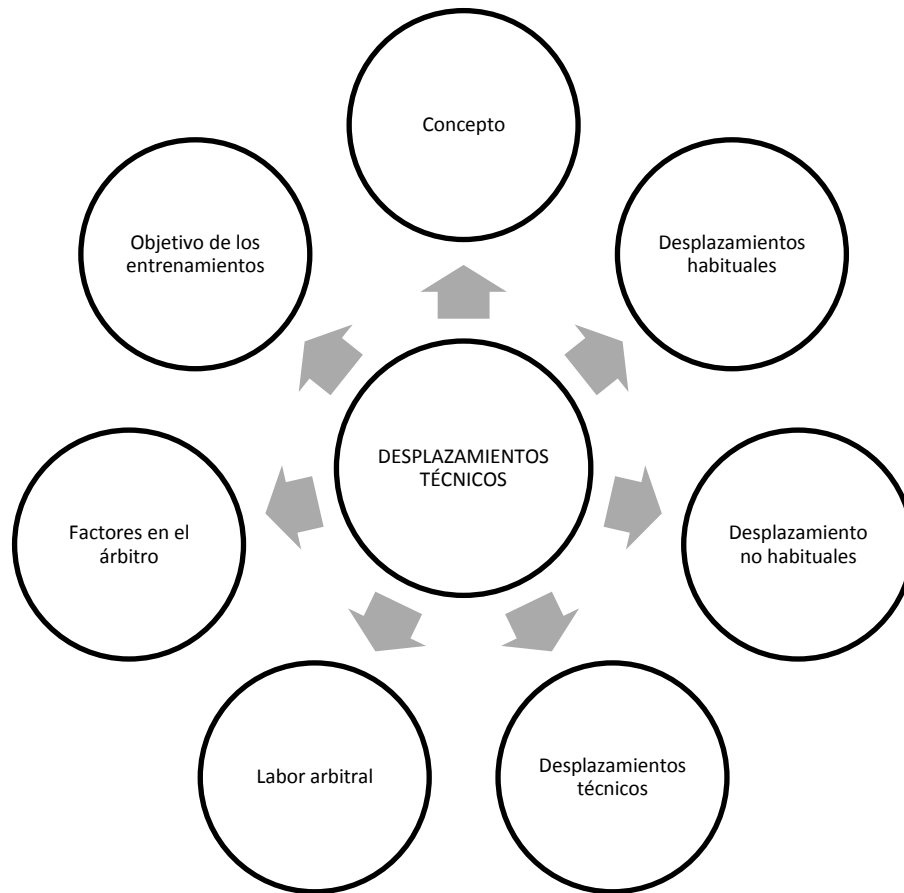 Concepto
Desplazamientos
habituales
Desplazamiento
no habituales
Desplazamientos
técnicos
Labor arbitral
Factores en el
árbitro
Objetivo de los
entrenamientos
DESPLAZAMIENTOS
TÉCNICOS